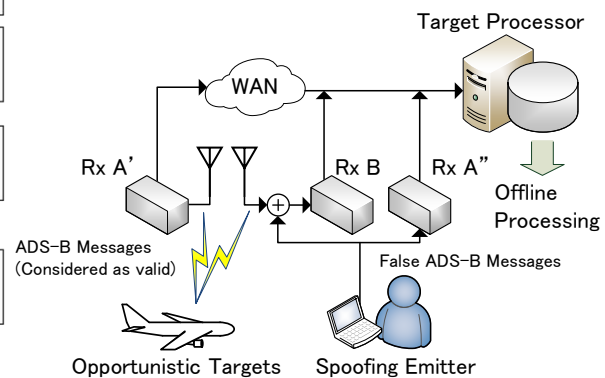 Target Processor
WAN
Rx A’
Rx B
Rx A”
Offline
Processing
ADS-B Messages
(Considered as valid)
False ADS-B Messages
Opportunistic Targets
Spoofing Emitter